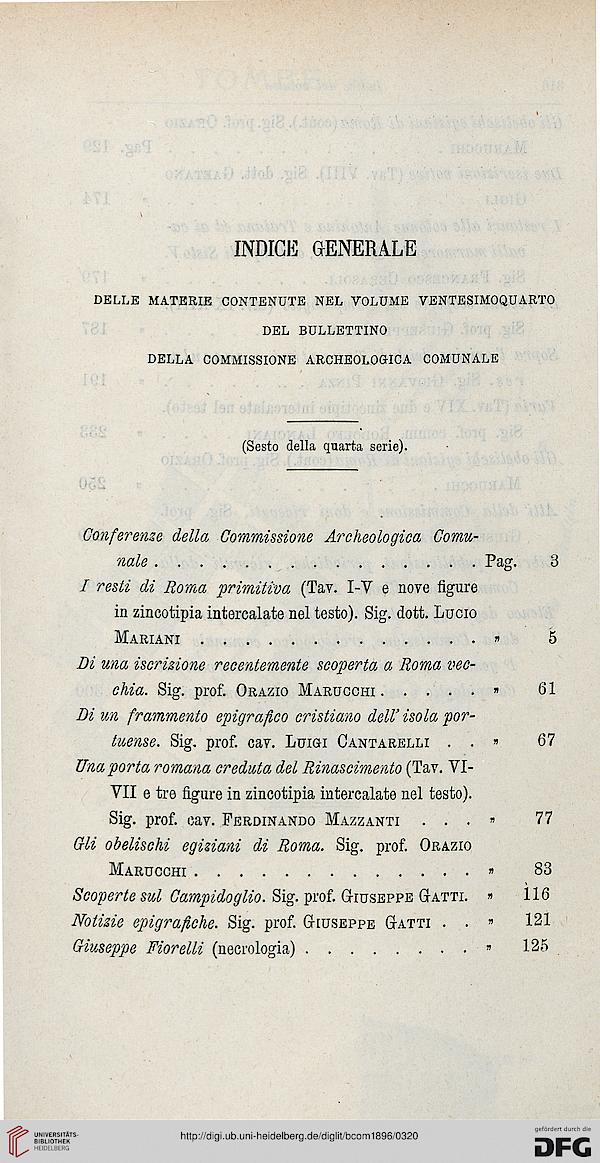 INDICE GENERALE
DELLE MATERIE CONTENUTE NEL VOLUME VENTESIMOQUARTO
DEL BULLETTINO
DELLA COMMISSIONE ARCHEOLOGICA COMUNALE
(Sesto della quarta serie).
Conferenze della Commissione Archeologica Comu-
nale . . . . . . . . . . . . . . Pag. 3
I resti di Roma primitiva (Tav. I-V e nove figure
in zincotipia intercalate nel testo). Sig. dott. LUCIO
MARIANI . . . . . . . . . . . . . „ 5
Di una iscrizione recentemente scoperta a Roma vec-
chia. Sig. prof. ORAZIO MARUCCHI . . . . . „ 61
Di un frammento epigrafico cristiano dell' isola por-
tuense. Sig. prof. cav. LUIGI CANTARELLI . . „ 67
Una porta romana creduta del Rinascimento (Tav. VI-
VII e tre figure in zincotipia intercalate nel testo).
Sig. prof. cav. FERDINANDO MAZZANTI . . . „ 77
Gli obelischi egiziani di Roma. Sig. prof. ORAZIO
MARUCCHI . . . . . . . . . . . . . „ 83
Scoperte sul Campidoglio. Sig. prof. GIUSEPPE GATTI. „ 116
Notizie epigrafiche. Sig. prof. GIUSEPPE GATTI . . „ 121
Giuseppe Fiorelli (necrologia) . . . . . . . . „ 125
UNIVERSITÄTS-
BIBLIOTHEK
HEIDELBERG
http://digi.ub.uni-heidelberg.de/diglit/bcom1896/0320
gefördert durch die
DFG